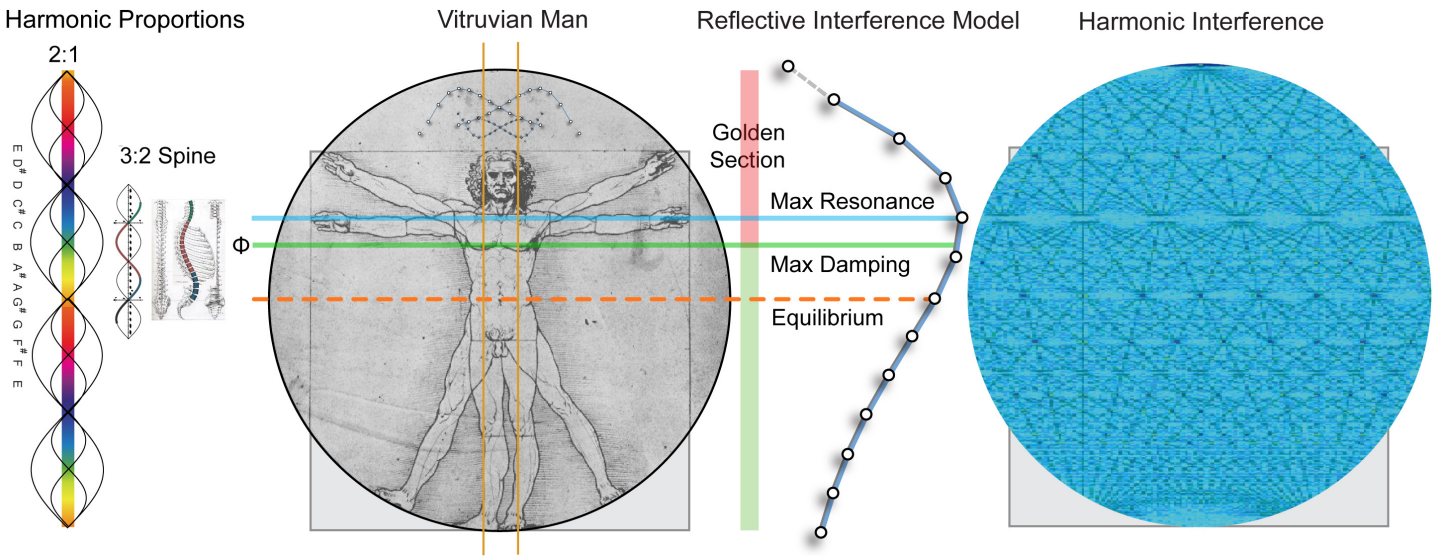 Harmonic Proportions
Vitruvian Man
Reflective Interference Model
Harmonic Interference
2:1
3:2 Spine
E D# D C# C B A# A G# G F# F E
Φ
Golden
Section
Max Resonance
Max Damping
Equilibrium